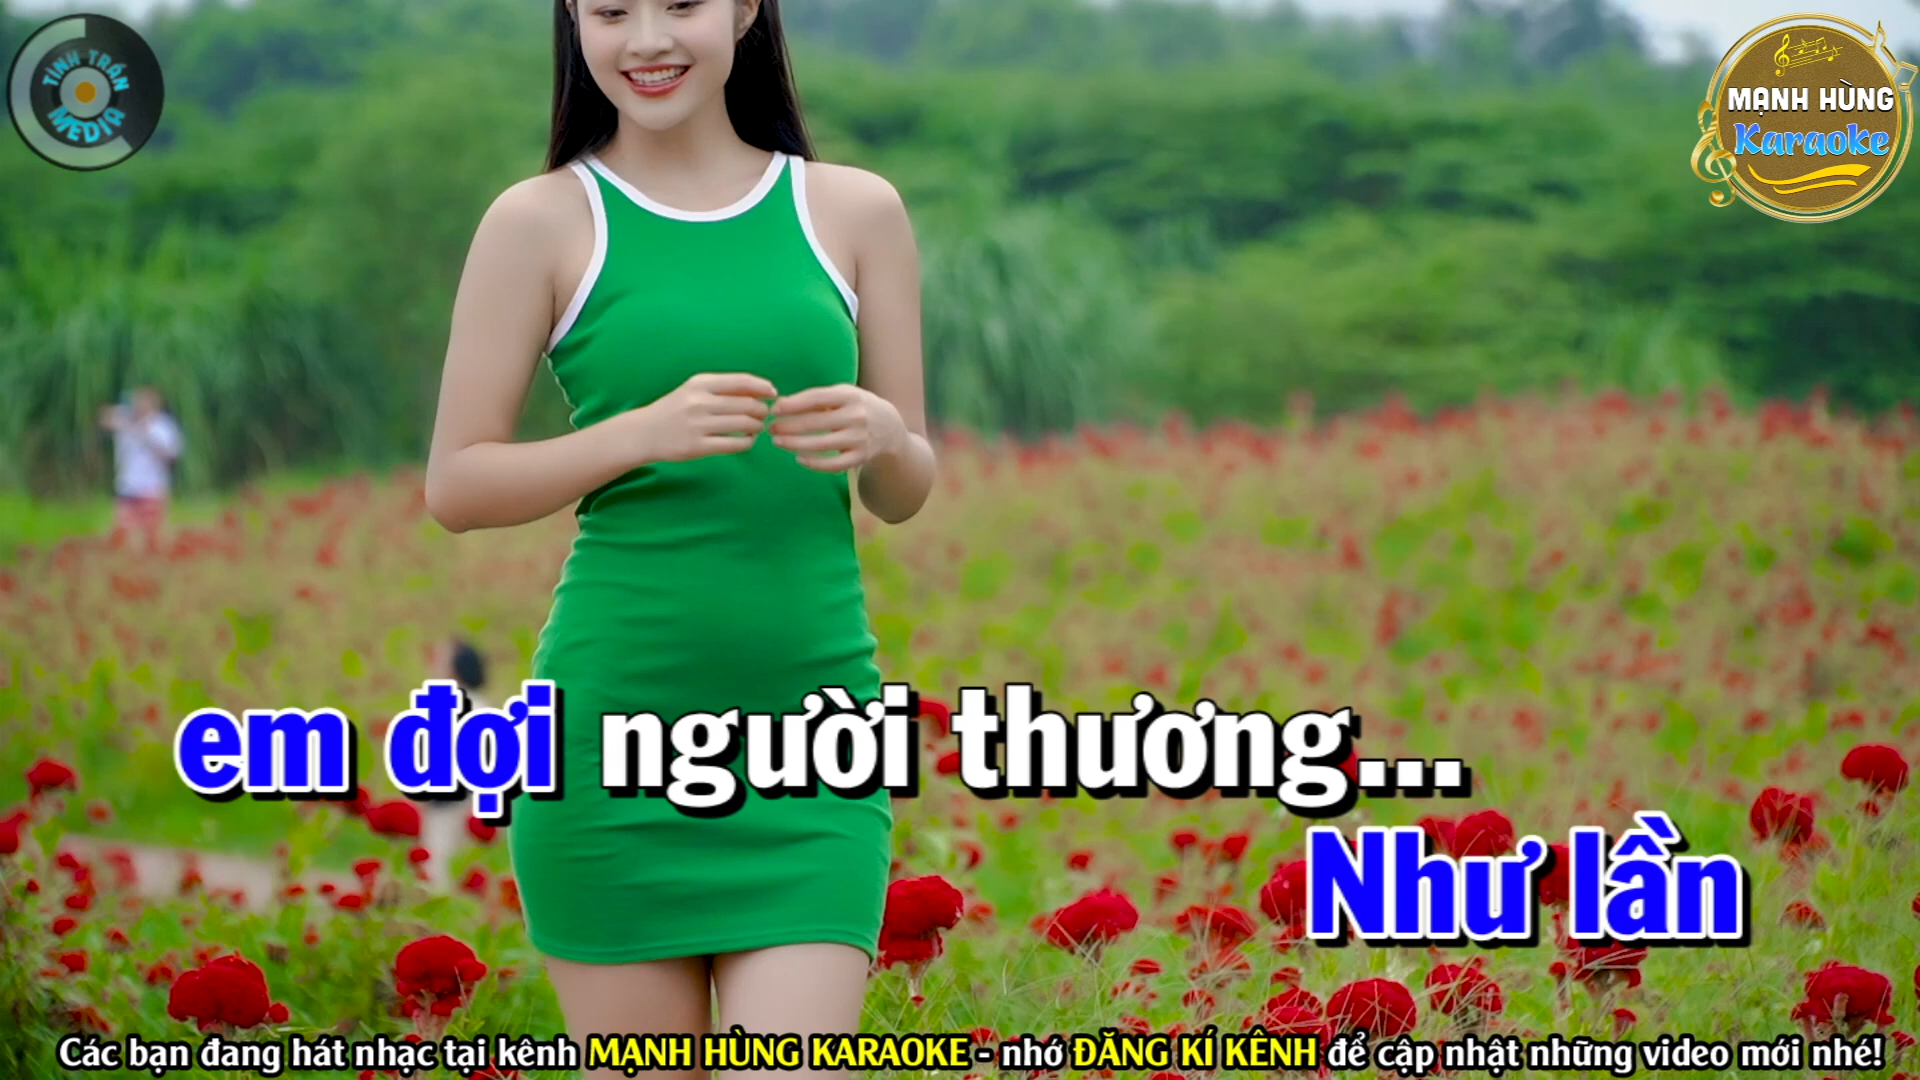 TÌNH TRẦN
MEDIA
MẠNH HÙNG
Karaoke
em đợi người thương...
Như lần
Các bạn đang hát nhạc tại kênh MẠNH HÙNG KARAOKE - nhớ ĐĂNG KÍ KÊNH để cập nhật những video mới nhé!